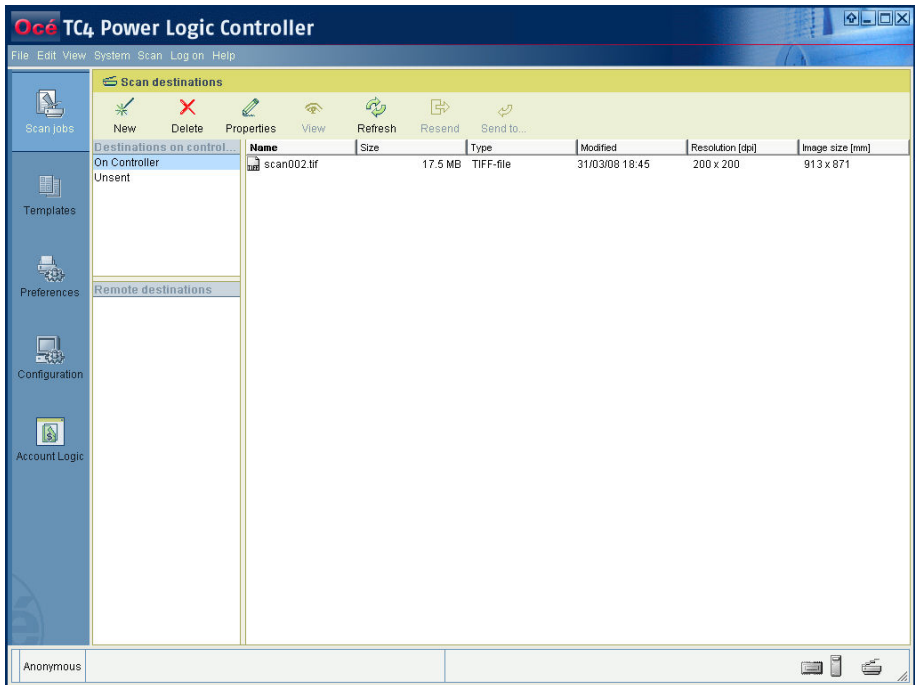 Océ TC4 Power Logic Controller
File Edit View System Scan Log on Help
Scan destinations
New Delete Properties View Refresh Resend Send to...
Scan jobs
Templates
Preferences
Configuration
Account Logic
Destinations on control...
On Controller
Unsent
Remote destinations
Name Size Type Modified Resolution [dpi] Image size [mm]
scan002.tif 17.5 MB TIFF-file 31/03/08 18:45 200 x 200 913 x 871
Anonymous